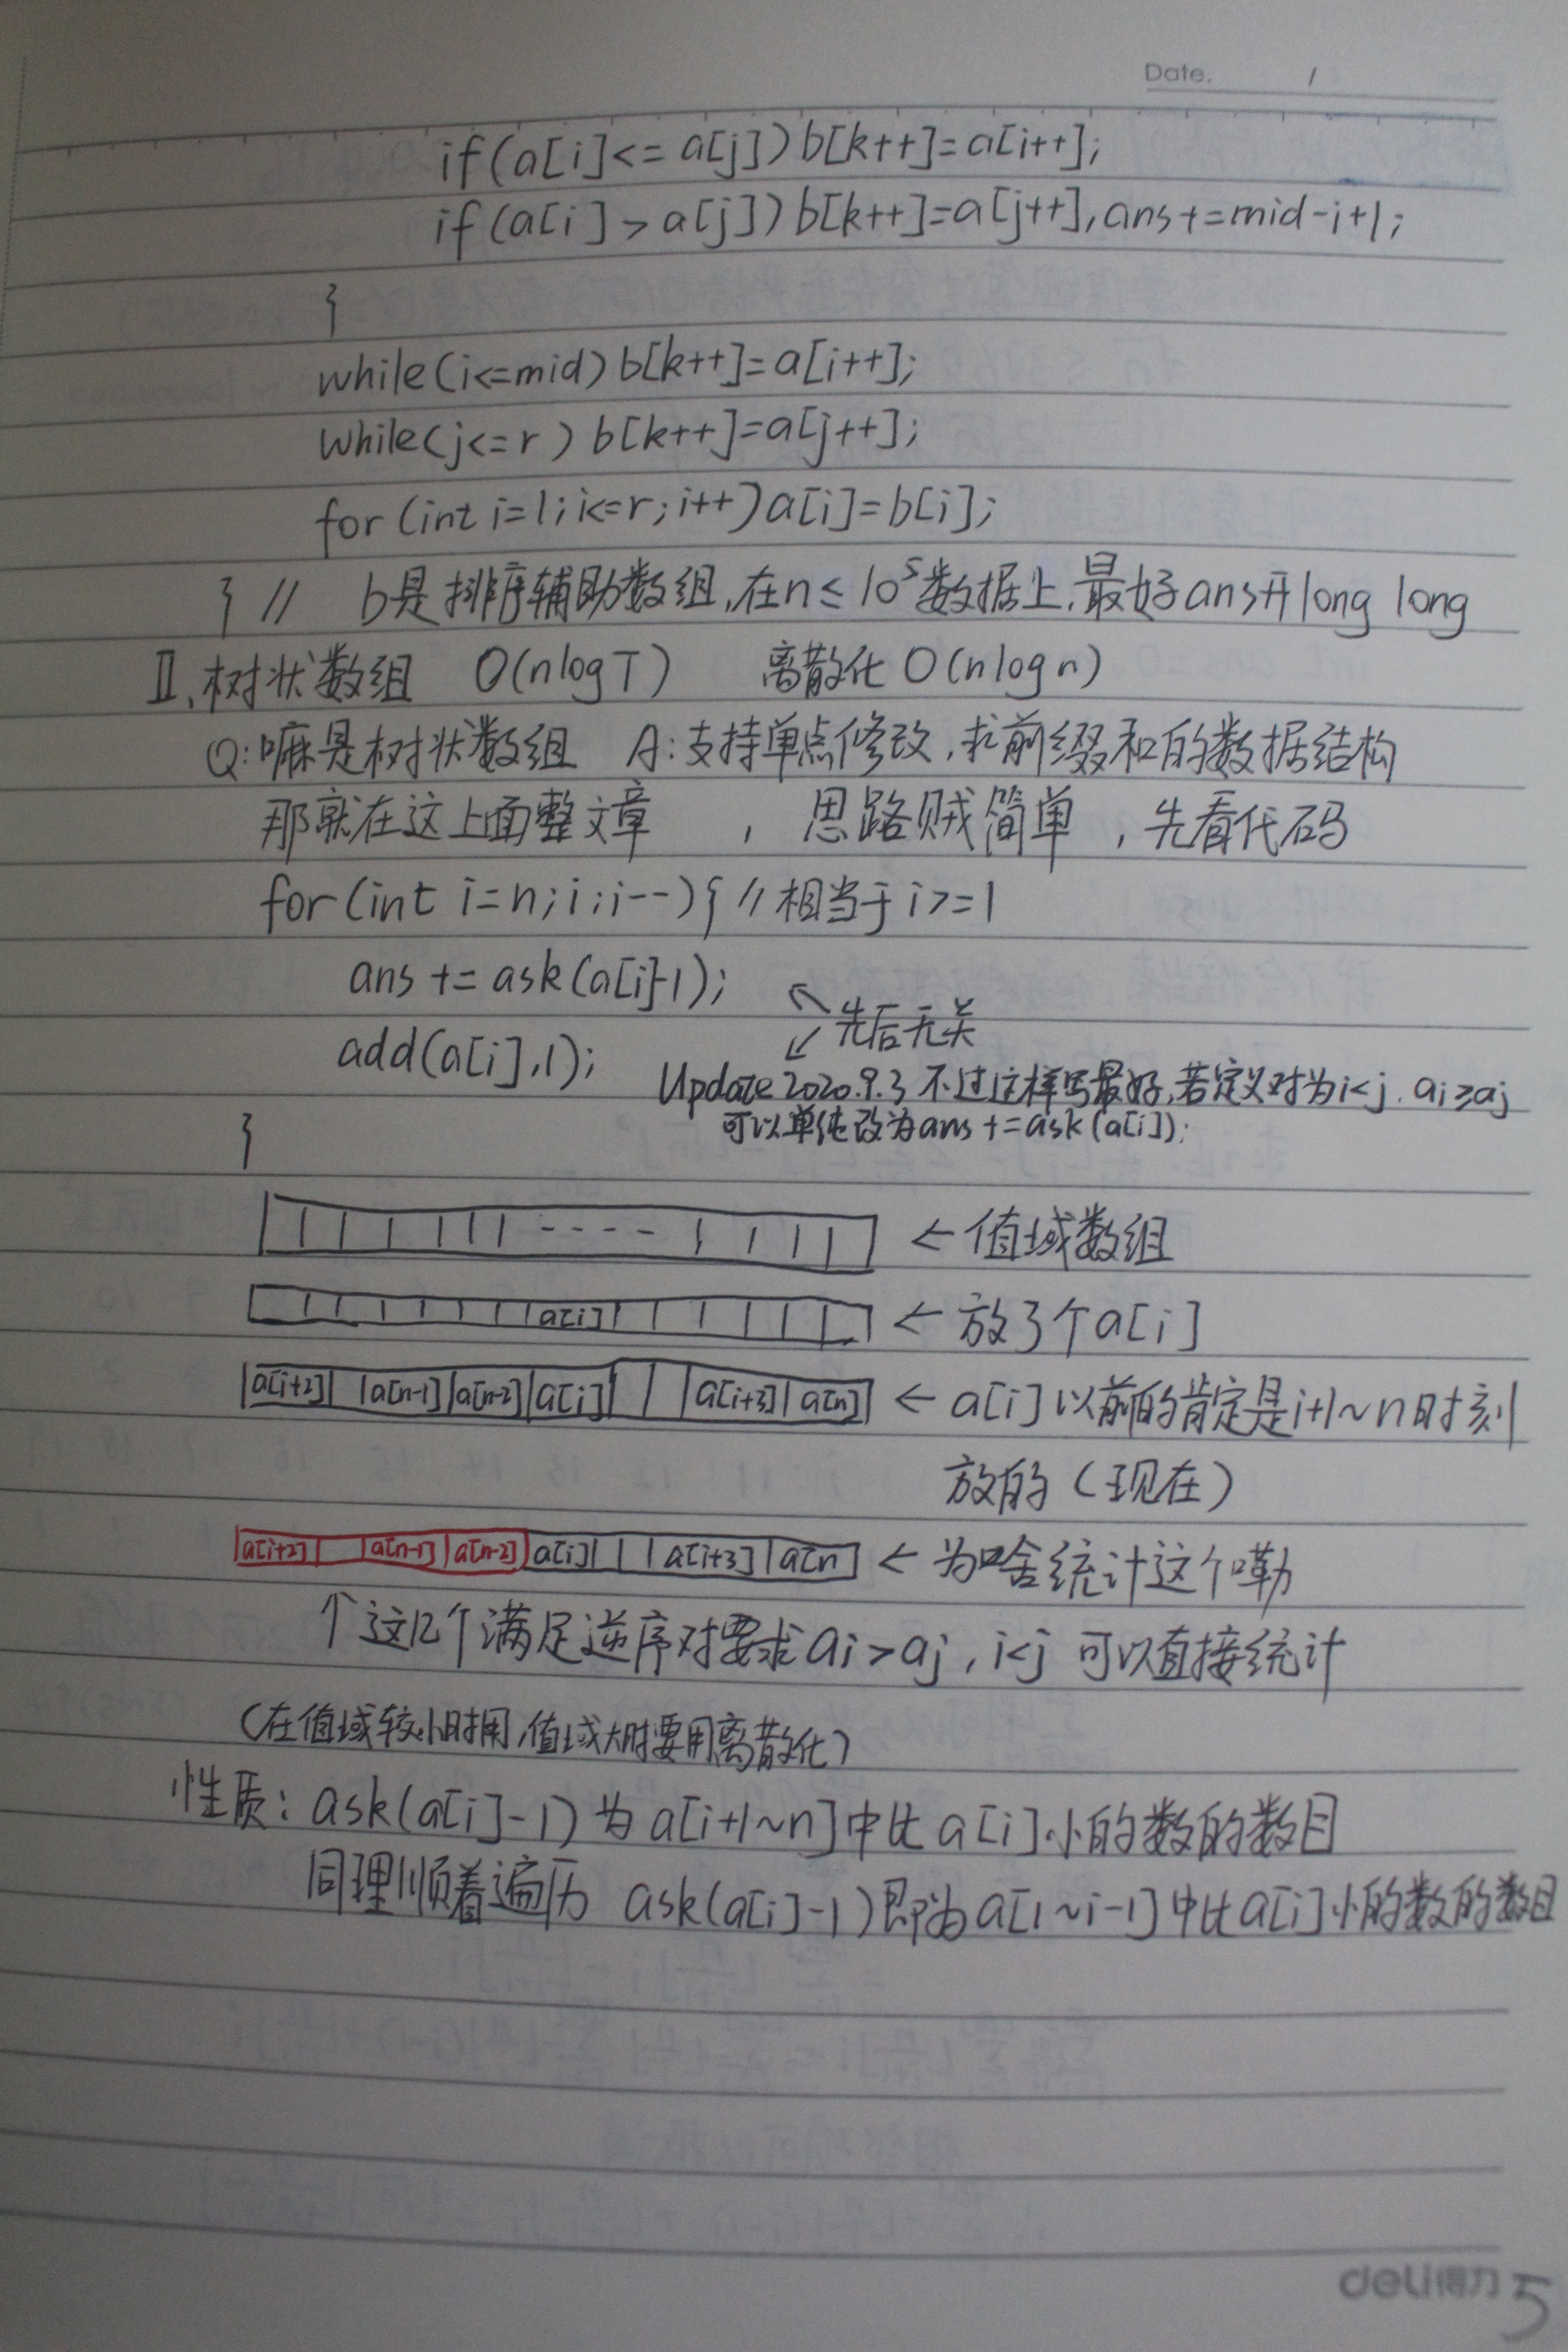 Date. /
if(a[i]<=a[j])b[k++]=a[i++];
if(a[i]>a[j])b[k++]=a[j++],ans+=mid-i+1;
}
while(i<=mid)b[k++]=a[i++];
while(j<=r)b[k++]=a[j++];
for(int i=l;i<=r;i++)a[i]=b[i];
} // b是排序辅助数组,在n≤10⁵数据上,最好ans开long long
Ⅱ.树状数组 O(nlogT) 离散化 O(nlogn)
Q:嘛是树状数组 A:支持单点修改,求前缀和的数据结构
那就在这上面整文章 , 思路贼简单 , 先看代码
for(int i=n;i;i--){ //相当于i>=1
ans += ask(a[i]-1);
↖ 先后无关
↙
add(a[i],1);
Update 2020.9.3 不过这样写最好,若定义对为i<j, ai≥aj
可以单纯改为ans+=ask(a[i]);
}
---- ←值域数组
a[i] ←放了个a[i]
a[i+2] a[n-1] a[n-2] a[i] a[i+3] a[n] ← a[i]以前的肯定是i+1~n时刻
放的(现在)
a[i+2] a[n-1] a[n-2] a[i] a[i+3] a[n ←为啥统计这个嘞
↑这几个满足逆序对要求ai>aj,i<j 可以直接统计
(在值域较小时用,值域大时要用离散化)
性质: ask(a[i]-1)为a[i+1~n]中比a[i]小的数的数目
同理顺着遍历 ask(a[i]-1)即为a[1~i-1]中比a[i]小的数的数目
deli得力 5